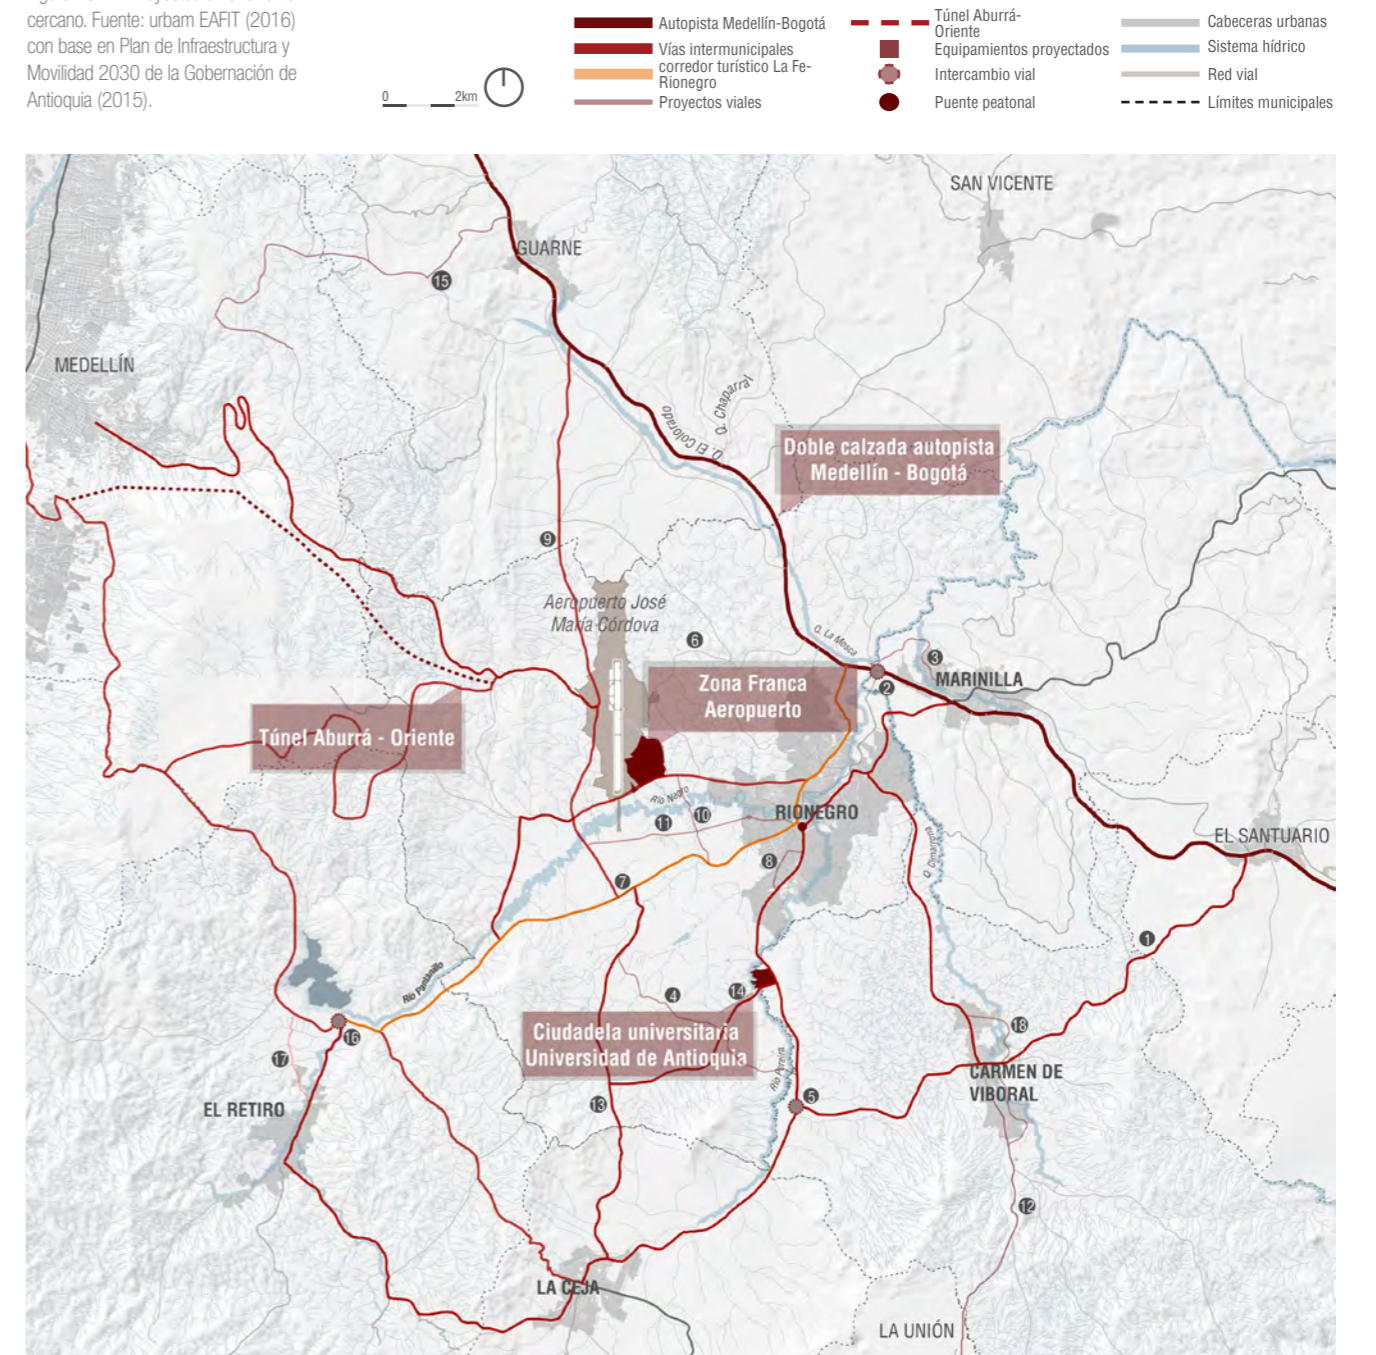 cercano. Fuente: urbam EAFIT (2016)
con base en Plan de Infraestructura y
Movilidad 2030 de la Gobernación de
Antioquia (2015).
0 2km
Autopista Medellín-Bogotá
Vías intermunicipales
corredor turístico La Fe-
Rionegro
Proyectos viales
Túnel Aburrá-
Oriente
Equipamientos proyectados
Intercambio vial
Puente peatonal
Cabeceras urbanas
Sistema hídrico
Red vial
Límites municipales
SAN VICENTE
GUARNE
15
MEDELLÍN
Q. Chaparral
Q. El Colorado
Doble calzada autopista
Medellín - Bogotá
9
Aeropuerto José
María Córdova
6
Q. La Mosca
3
MARINILLA
2
Zona Franca
Aeropuerto
Túnel Aburrá - Oriente
Río Negro
10
11
RIONEGRO
EL SANTUARIO
Q. Cimarrona
8
7
1
Río Pantanillo
4
14
16
17
18
Ciudadela universitaria
Universidad de Antioquia
Río Pereira
CARMEN DE
VIBORAL
5
13
EL RETIRO
12
LA CEJA
LA UNIÓN